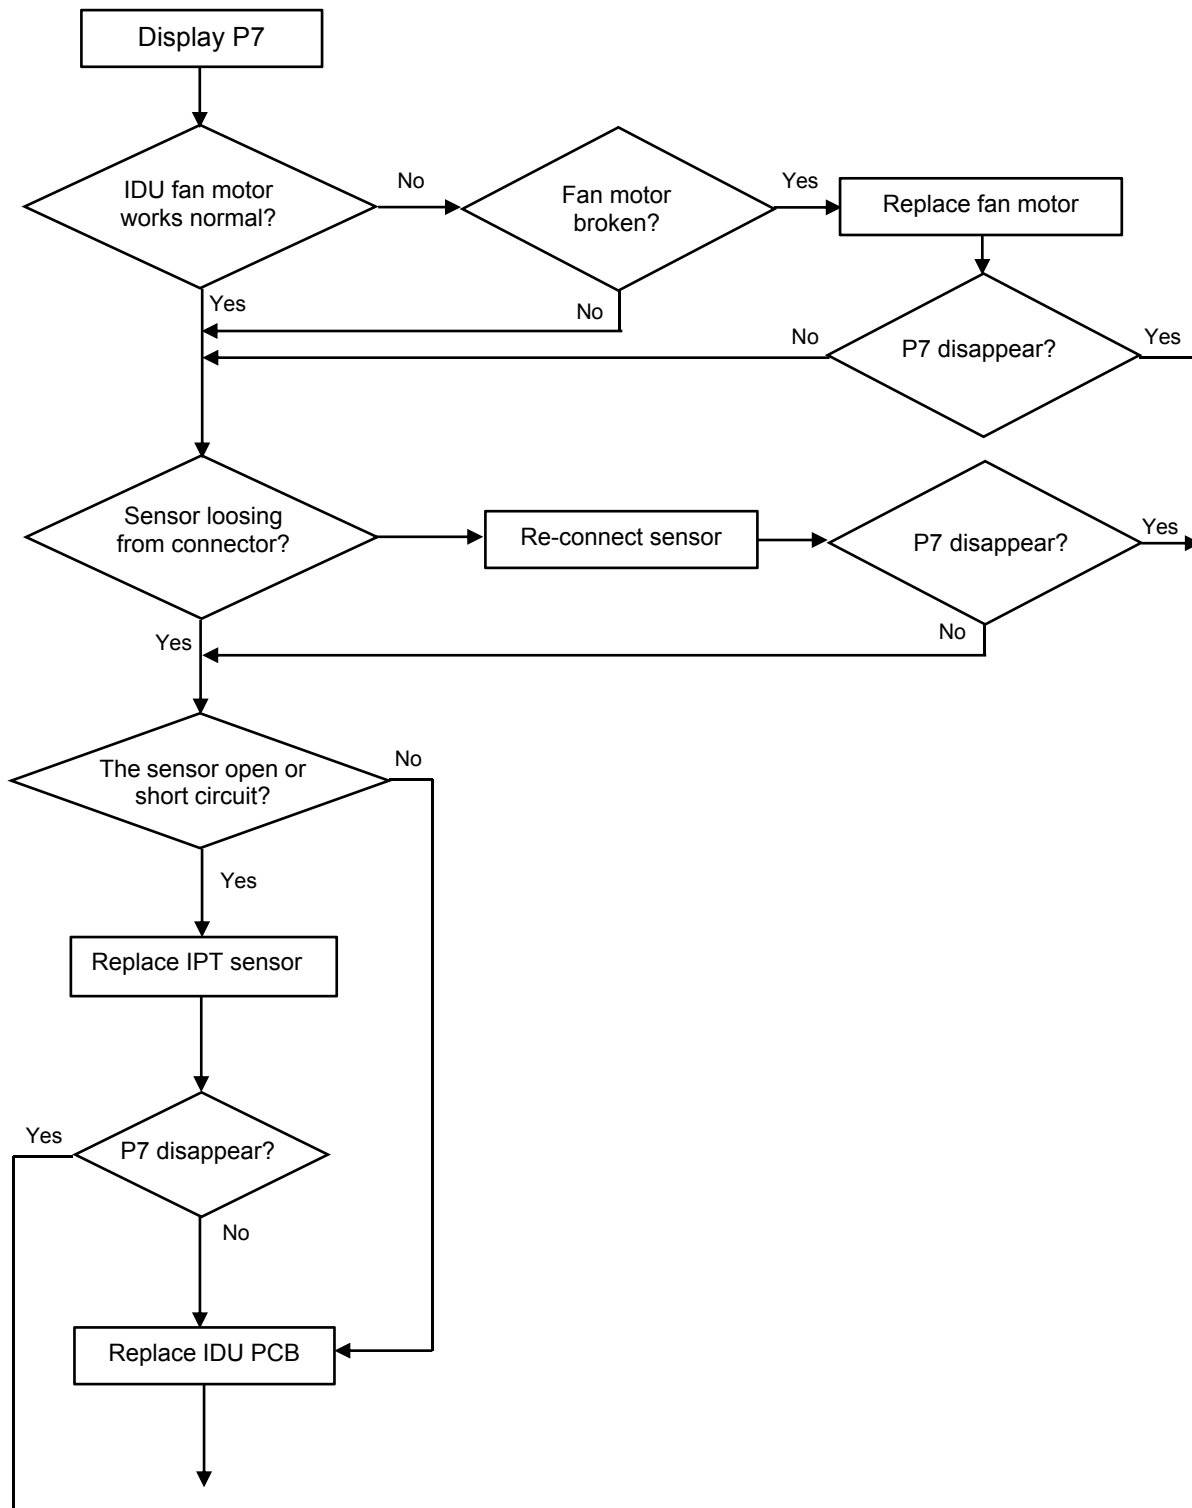 Display P7
IDU fan motor
works normal?
No
Fan motor
broken?
Yes
Replace fan motor
Yes
No
No
P7 disappear?
Yes
Sensor loosing
from connector?
Re-connect sensor
P7 disappear?
Yes
Yes
No
The sensor open or
short circuit?
No
Yes
Replace IPT sensor
Yes
P7 disappear?
No
Replace IDU PCB